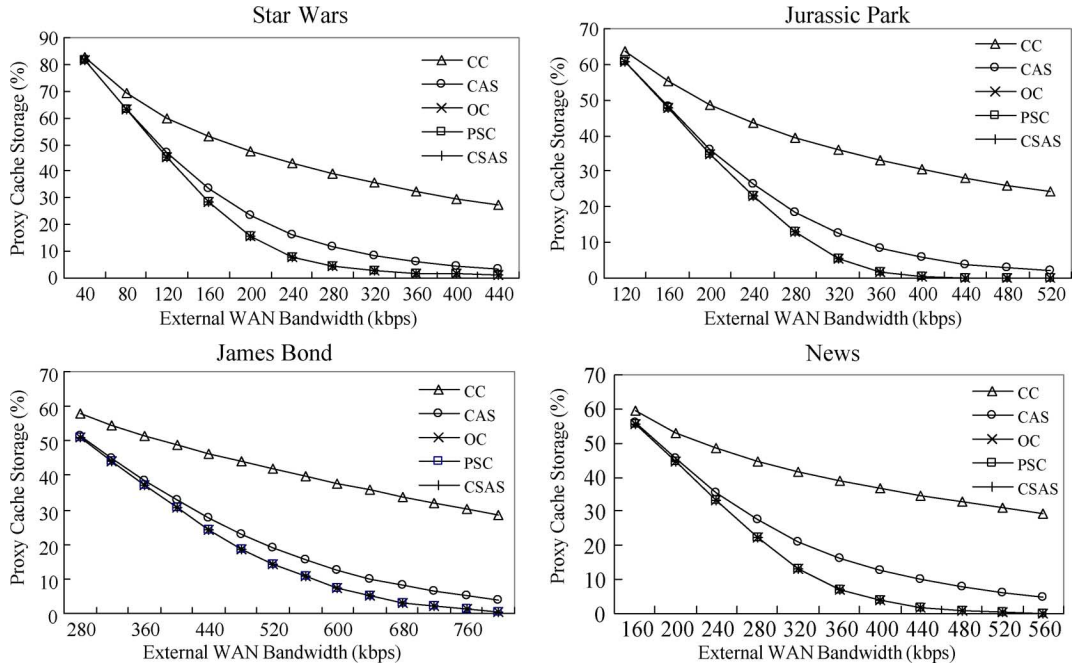 Star Wars
Proxy Cache Storage (%)
90
80
70
60
50
40
30
20
10
0
CC
CAS
OC
PSC
CSAS
40 80 120 160 200 240 280 320 360 400 440
External WAN Bandwidth (kbps)
Jurassic Park
Proxy Cache Storage (%)
70
60
50
40
30
20
10
0
CC
CAS
OC
PSC
CSAS
120 160 200 240 280 320 360 400 440 480 520
External WAN Bandwidth (kbps)
James Bond
Proxy Cache Storage (%)
70
60
50
40
30
20
10
0
CC
CAS
OC
PSC
CSAS
280 360 440 520 600 680 760
External WAN Bandwidth (kbps)
News
Proxy Cache Storage (%)
70
60
50
40
30
20
10
0
CC
CAS
OC
PSC
CSAS
160 200 240 280 320 360 400 440 480 520 560
External WAN Bandwidth (kbps)